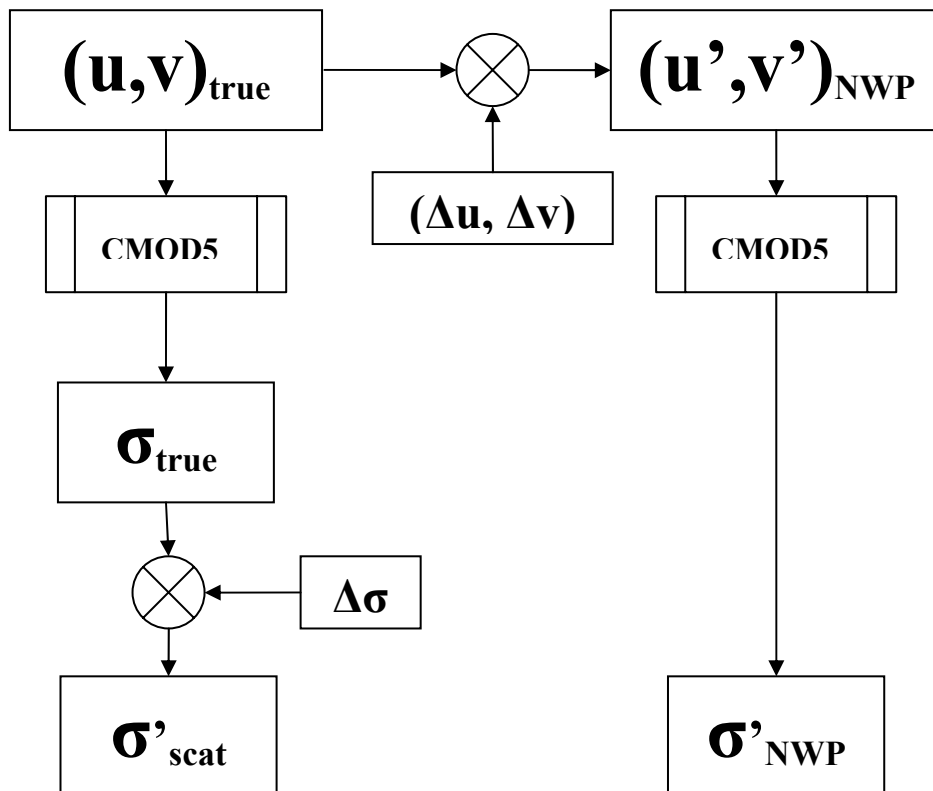 (u,v)true
(u’,v’)NWP
(Δu, Δv)
CMOD5
CMOD5
σtrue
Δσ
σ’scat
σ’NWP